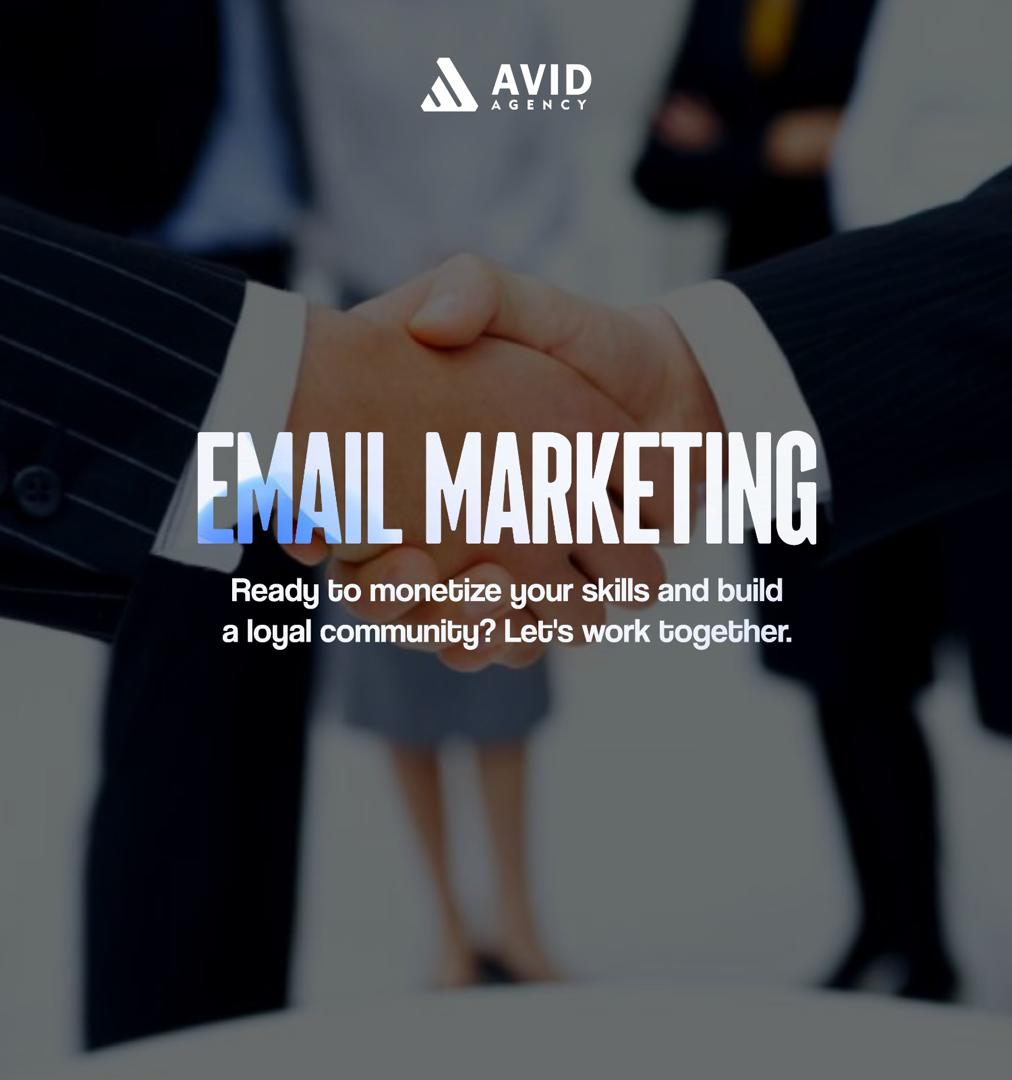 AVID
AGENCY
EMAIL MARKETING
Ready to monetize your skills and build
a loyal community? Let's work together.